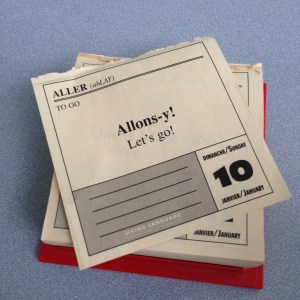 ALLER (ahLAY)
TO GO
Allons-y!
Let's go!
DIMANCHE/SUNDAY
10
JANVIER/JANUARY
LIVING LANGUAGE
JANVIER/JANUARY